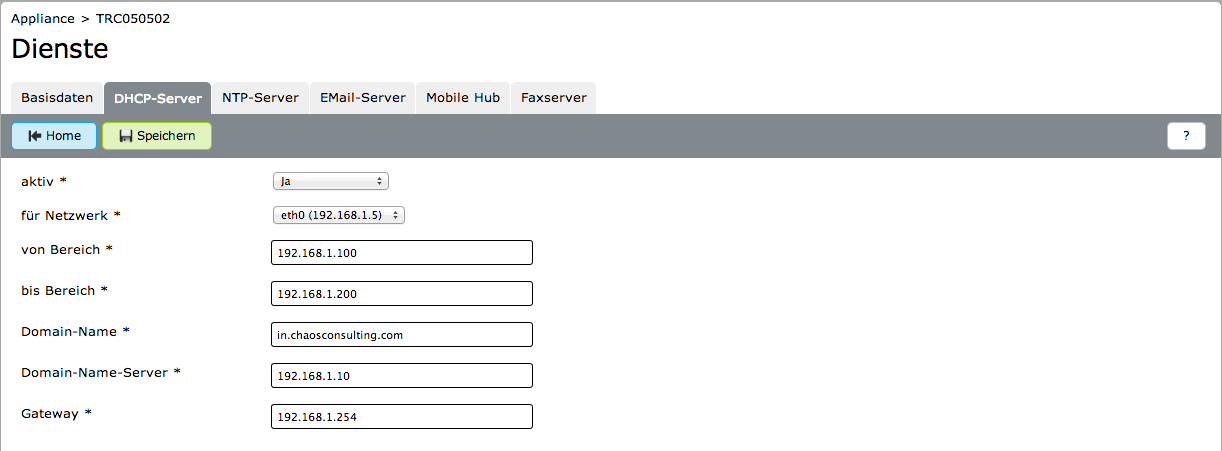 Appliance > TRC050502
Dienste
Basisdaten DHCP-Server NTP-Server EMail-Server Mobile Hub Faxserver
Home Speichern ?
aktiv * Ja
für Netzwerk * eth0 (192.168.1.5)
von Bereich * 192.168.1.100
bis Bereich * 192.168.1.200
Domain-Name * in.chaosconsulting.com
Domain-Name-Server * 192.168.1.10
Gateway * 192.168.1.254